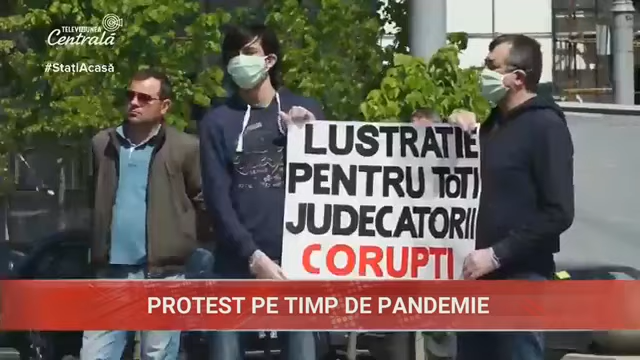 TELEVIZIUNEA
Centrală
#StațiAcasă
LUSTRATIE
PENTRU TOTI
JUDECATORII
CORUPTI
PROTEST PE TIMP DE PANDEMIE